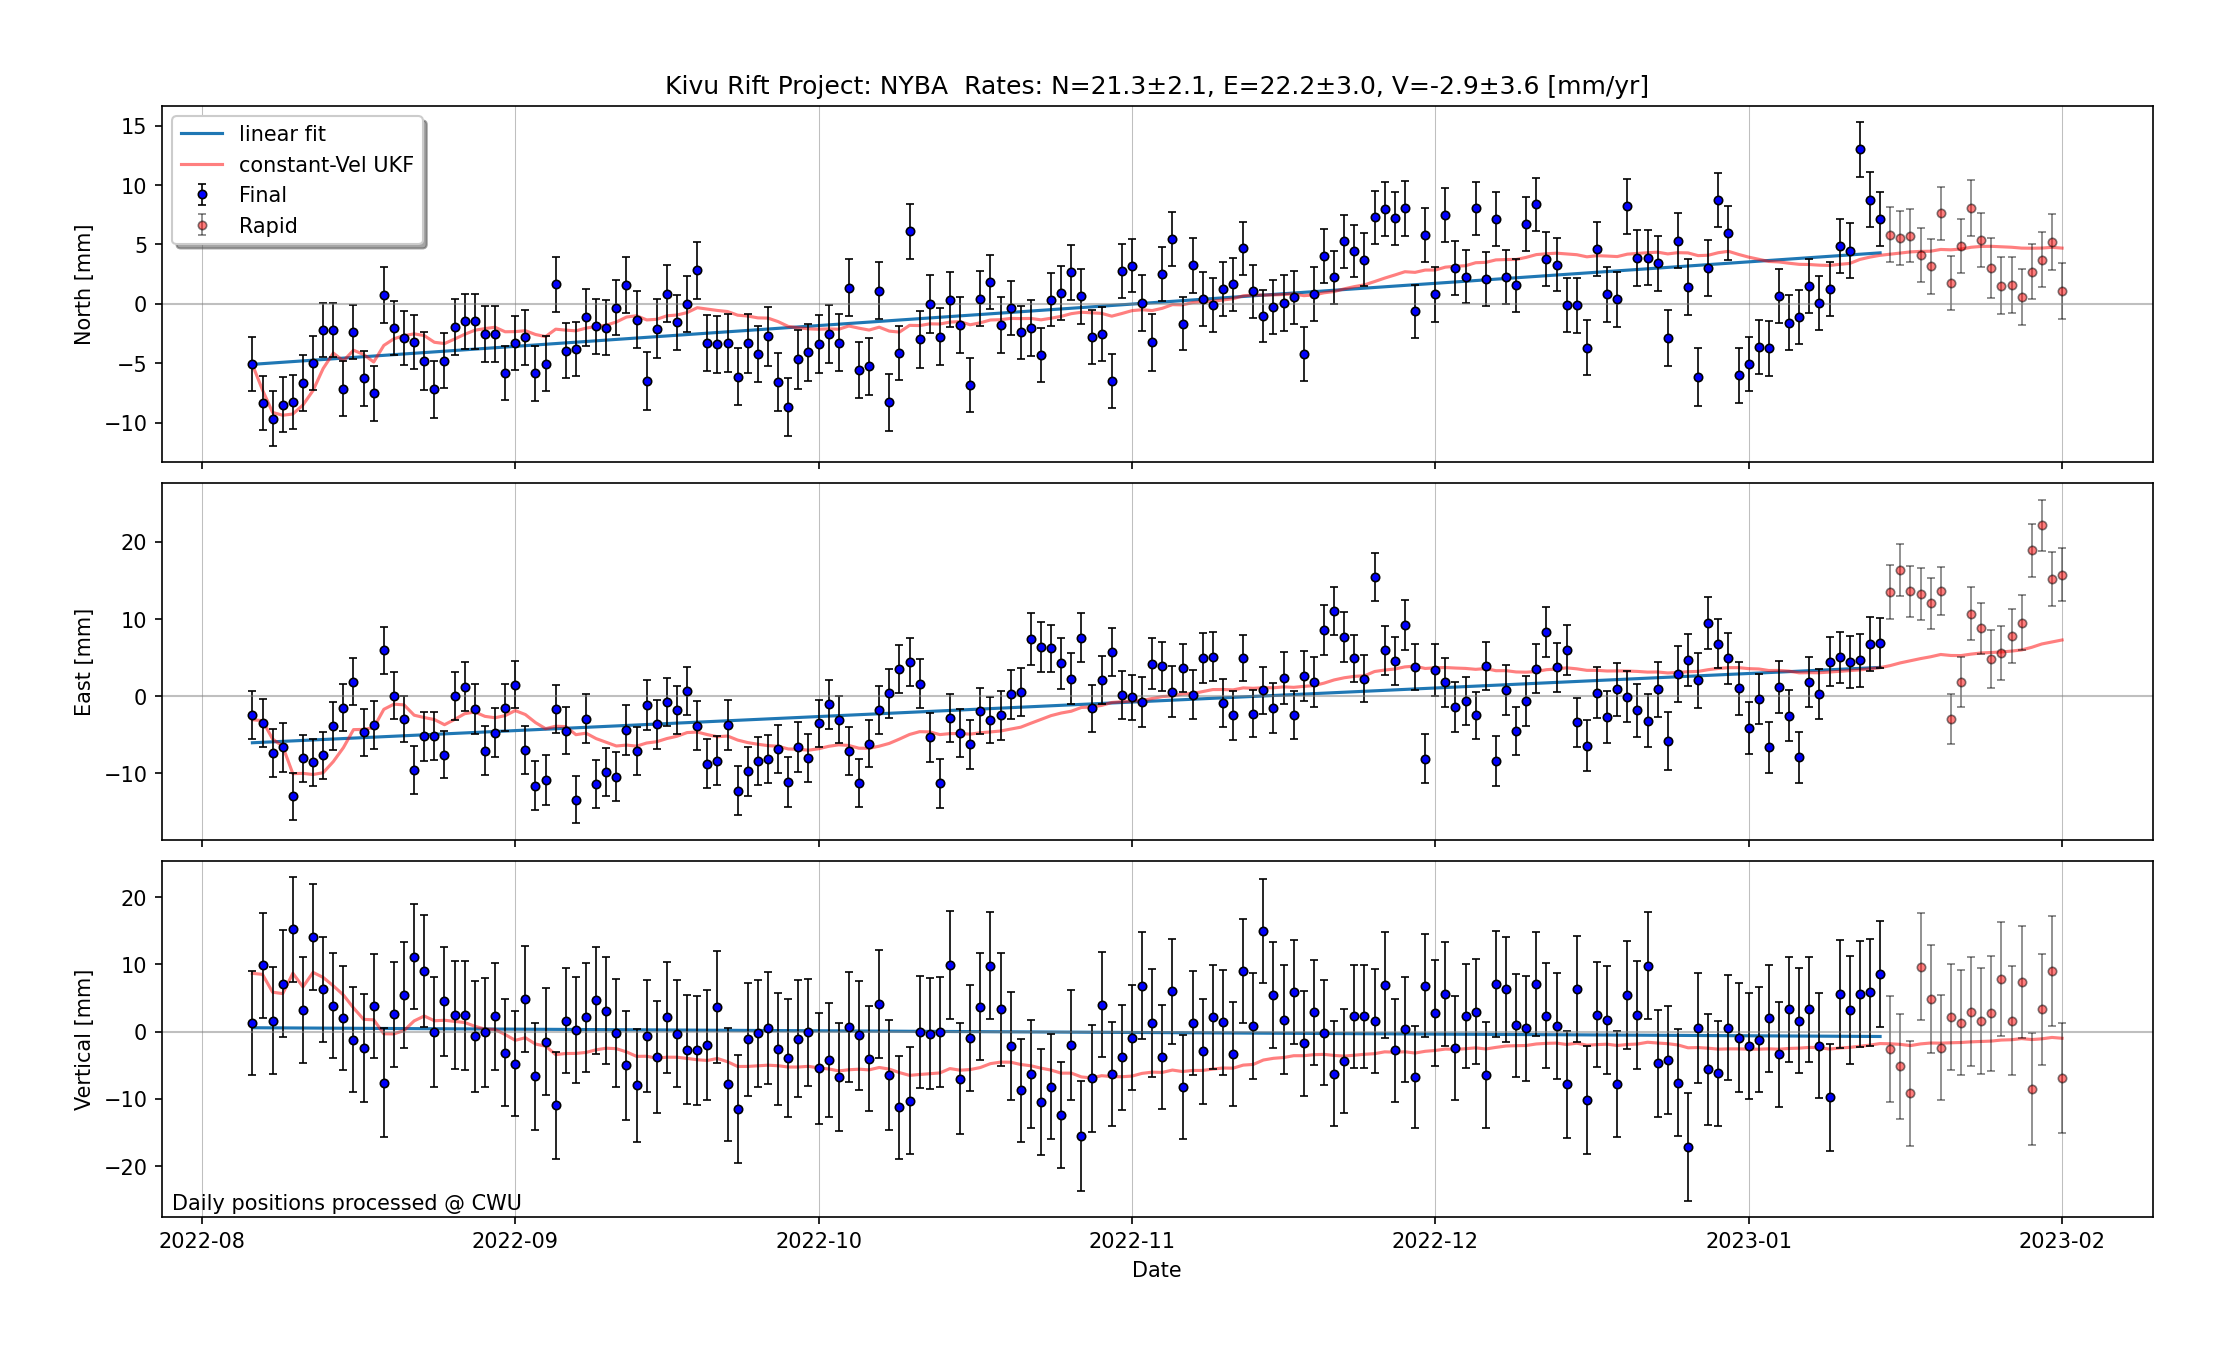 Kivu Rift Project: NYBA  Rates: N=21.3±2.1, E=22.2±3.0, V=-2.9±3.6 [mm/yr]
linear fit
constant-Vel UKF
Final
Rapid
North [mm]
15
10
5
0
−5
−10
East [mm]
20
10
0
−10
Vertical [mm]
20
10
0
−10
−20
Daily positions processed @ CWU
2022-08 2022-09 2022-10 2022-11 2022-12 2023-01 2023-02
Date